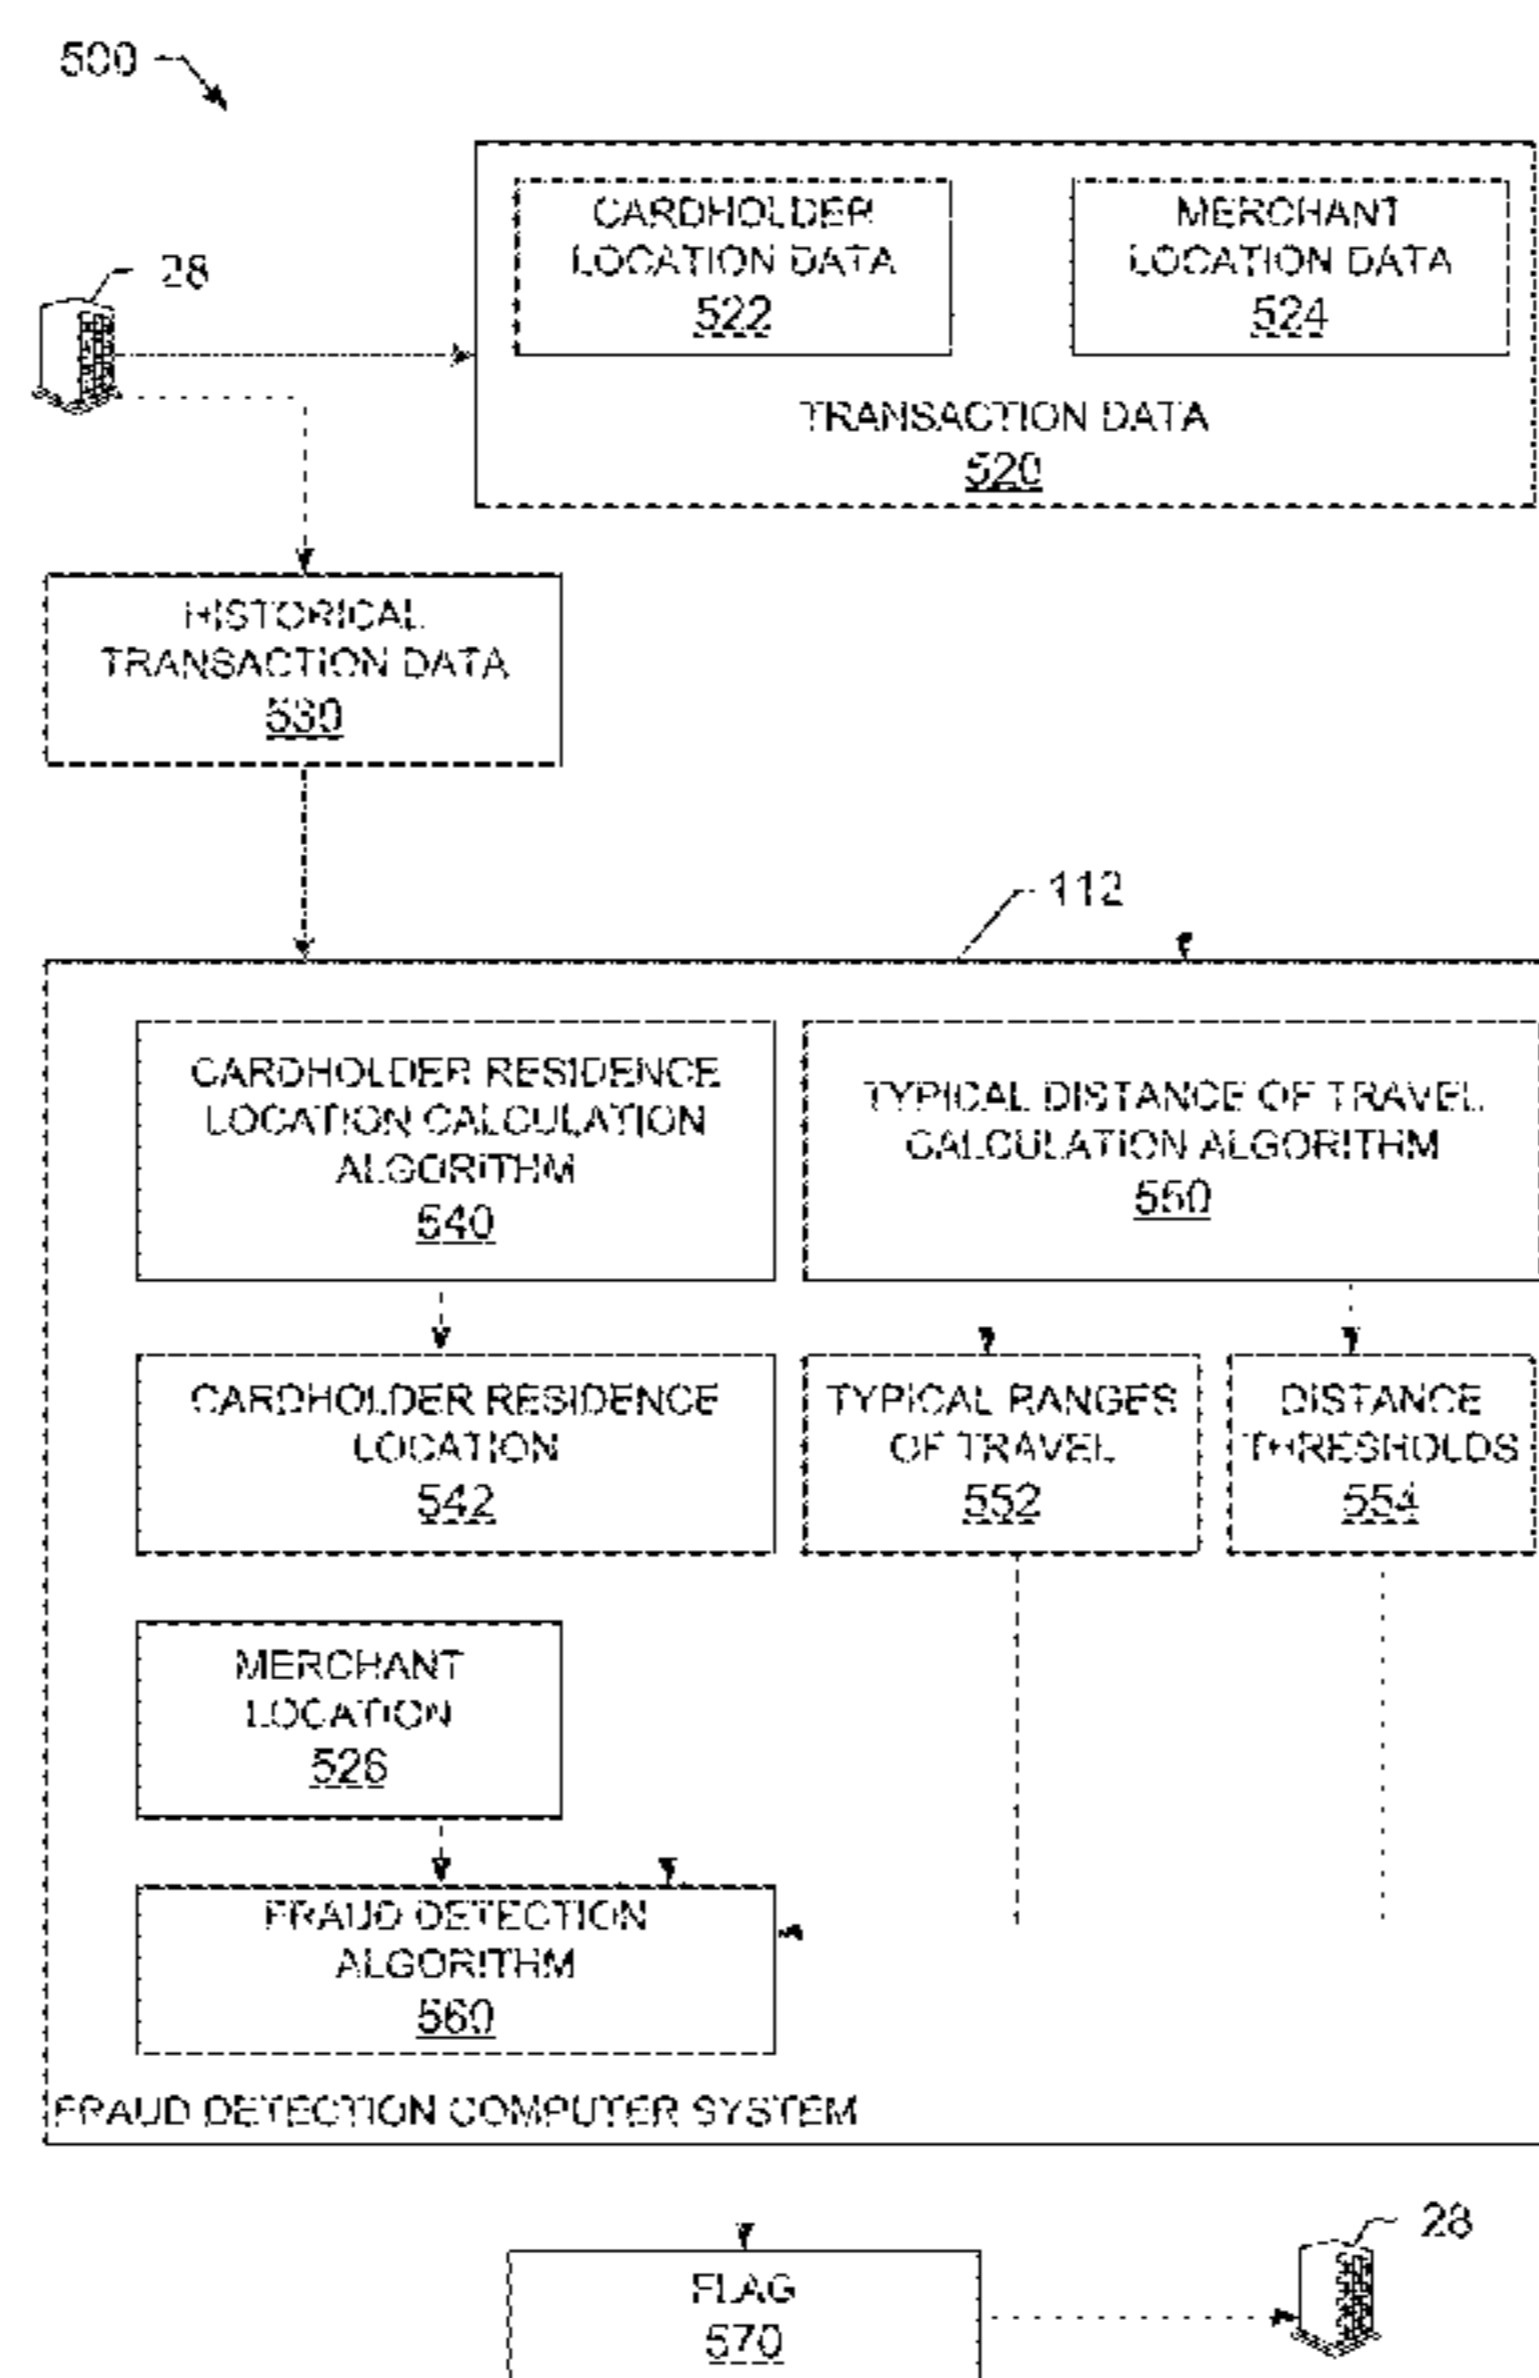 500
28
CARDHOLDER
LOCATION DATA
522
MERCHANT
LOCATION DATA
524
TRANSACTION DATA
520
HISTORICAL
TRANSACTION DATA
530
112
CARDHOLDER RESIDENCE
LOCATION CALCULATION
ALGORITHM
540
TYPICAL DISTANCE OF TRAVEL
CALCULATION ALGORITHM
550
CARDHOLDER RESIDENCE
LOCATION
542
TYPICAL RANGES
OF TRAVEL
552
DISTANCE
THRESHOLDS
554
MERCHANT
LOCATION
526
FRAUD DETECTION
ALGORITHM
560
FRAUD DETECTION COMPUTER SYSTEM
28
FLAG
570